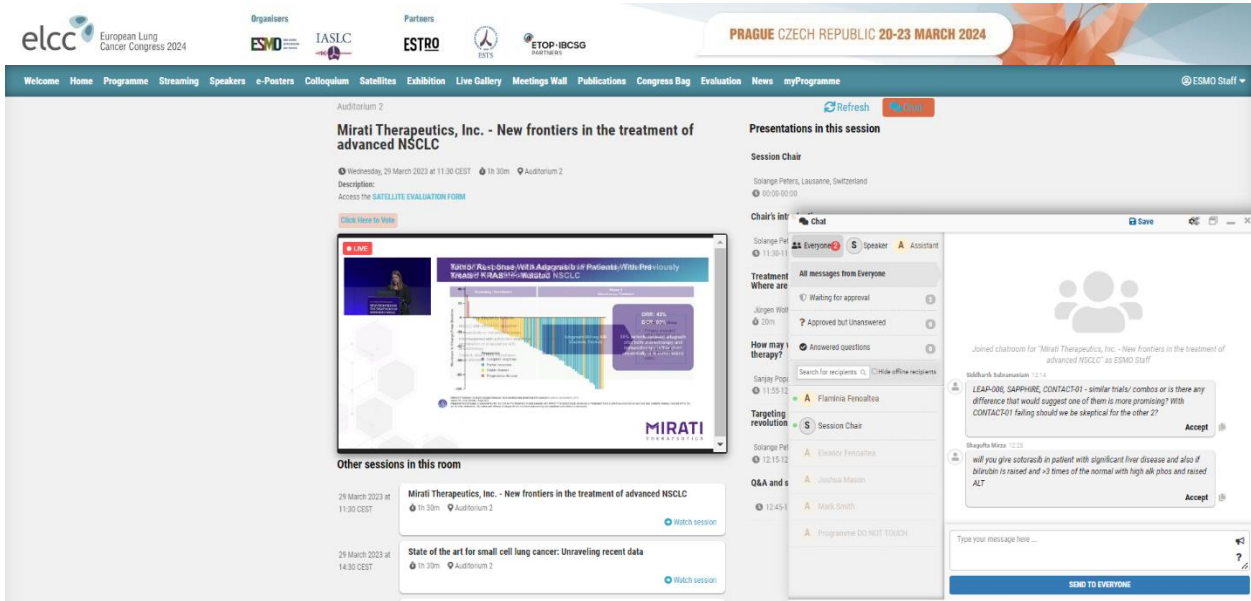 elcc
European Lung
Cancer Congress 2024
Organisers
ESMO
IASLC
Partners
ESTRO
ESTS
ETOP·IBCSG
PARTNERS
PRAGUE CZECH REPUBLIC 20-23 MARCH 2024
Welcome Home Programme Streaming Speakers e-Posters Colloquium Satellites Exhibition Live Gallery Meetings Wall Publications Congress Bag Evaluation News myProgramme ESMO Staff
Auditorium 2
Mirati Therapeutics, Inc. - New frontiers in the treatment of
advanced NSCLC
Wednesday, 29 March 2023 at 11:30 CEST 1h 30m Auditorium 2
Description:
Access the SATELLITE EVALUATION FORM
Click Here to Vote
LIVE
MIRATI
THERAPEUTICS
Other sessions in this room
29 March 2023 at
11:30 CEST
Mirati Therapeutics, Inc. - New frontiers in the treatment of advanced NSCLC
1h 30m Auditorium 2
Watch session
29 March 2023 at
14:30 CEST
State of the art for small cell lung cancer: Unraveling recent data
1h 30m Auditorium 2
Watch session
Refresh
Presentations in this session
Session Chair
Solange Peters, Lausanne, Switzerland
00:00-00:00
Chair's
Solange
Treatment
Where are
Jürgen
20m
How may
therapy?
Sanjay
Targeting
Solange
Q&A and
Chat
Save
Everyone 2
S Speaker
A Assistant
All messages from Everyone
Waiting for approval
? Approved but Unanswered
Answered questions
Search for recipients
Hide offline recipients
A Flaminia Fenoaltea
S Session Chair
A Eleonor Fenoaltea
A Joshua Mason
A Mark Smith
A Programme DO NOT TOUCH
Joined chatroom for "Mirati Therapeutics, Inc. - New frontiers in the treatment of
advanced NSCLC" as ESMO Staff
Siddharth Subramanian 12:14
LEAP-008, SAPPHIRE, CONTACT-01 - similar trials/ combos or is there any
difference that would suggest one of them is more promising? With
CONTACT-01 failing should we be skeptical for the other 2?
Accept
Shagufta Mirza 12:28
will you give sotorasib in patient with significant liver disease and also if
bilirubin is raised and >3 times of the normal with high alk phos and raised
ALT
Accept
Type your message here ...
?
SEND TO EVERYONE